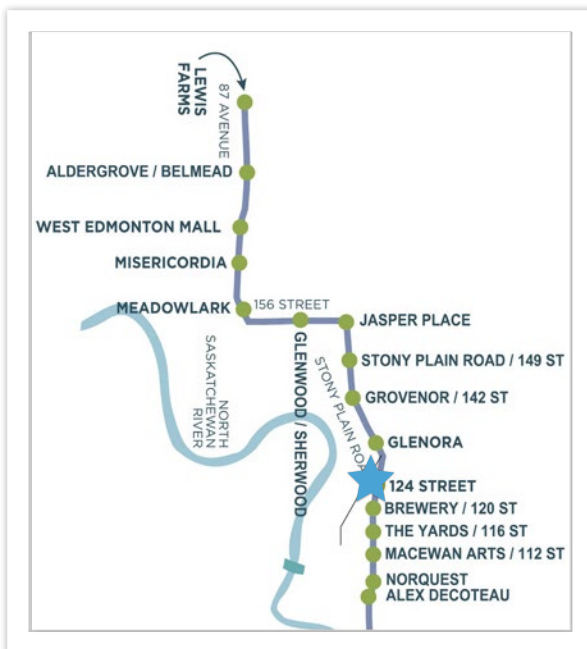 LEWIS
FARMS
87 AVENUE
ALDERGROVE / BELMEAD
WEST EDMONTON MALL
MISERICORDIA
MEADOWLARK
156 STREET
JASPER PLACE
GLENWOOD / SHERWOOD
STONY PLAIN ROAD / 149 ST
GROVENOR / 142 ST
STONY PLAIN ROA
NORTH
SASKATCHEWAN
RIVER
GLENORA
124 STREET
BREWERY / 120 ST
THE YARDS / 116 ST
MACEWAN ARTS / 112 ST
NORQUEST
ALEX DECOTEAU